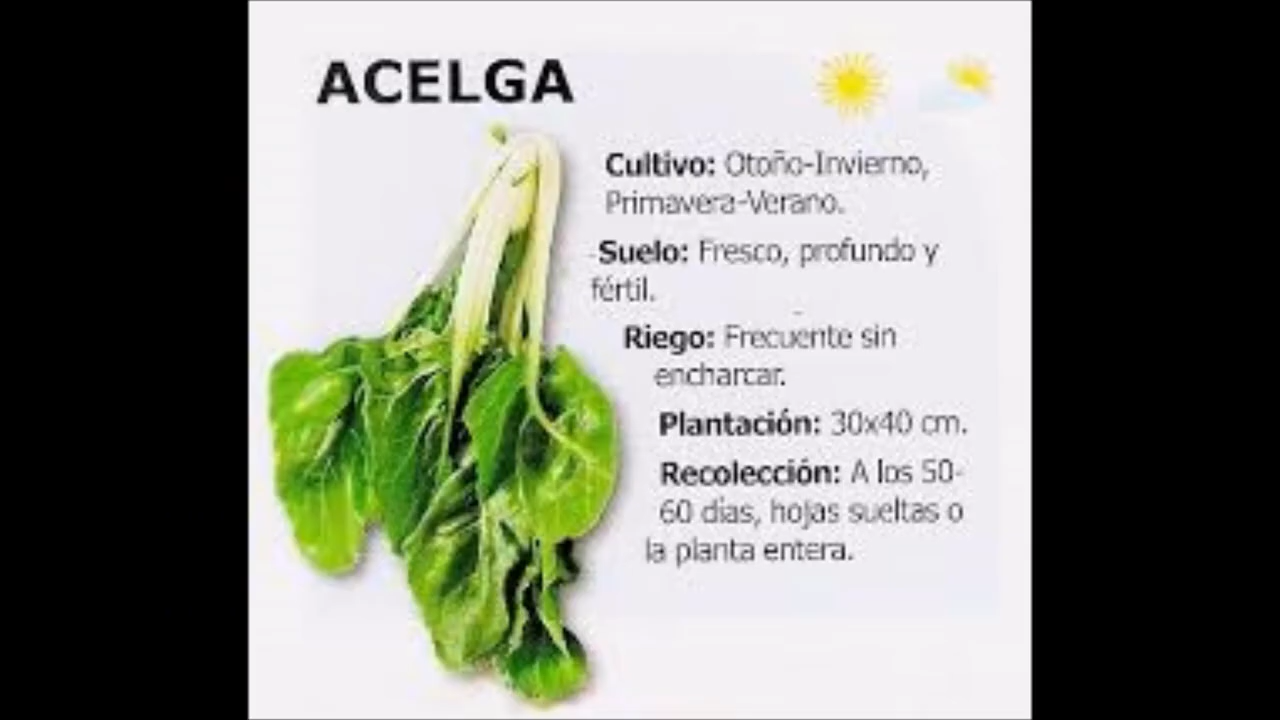 ACELGA
Cultivo: Otoño-Invierno,
Primavera-Verano.
-Suelo: Fresco, profundo y
fértil.
Riego: Frecuente sin
encharcar.
Plantación: 30x40 cm.
Recolección: A los 50-
60 días, hojas sueltas o
la planta entera.